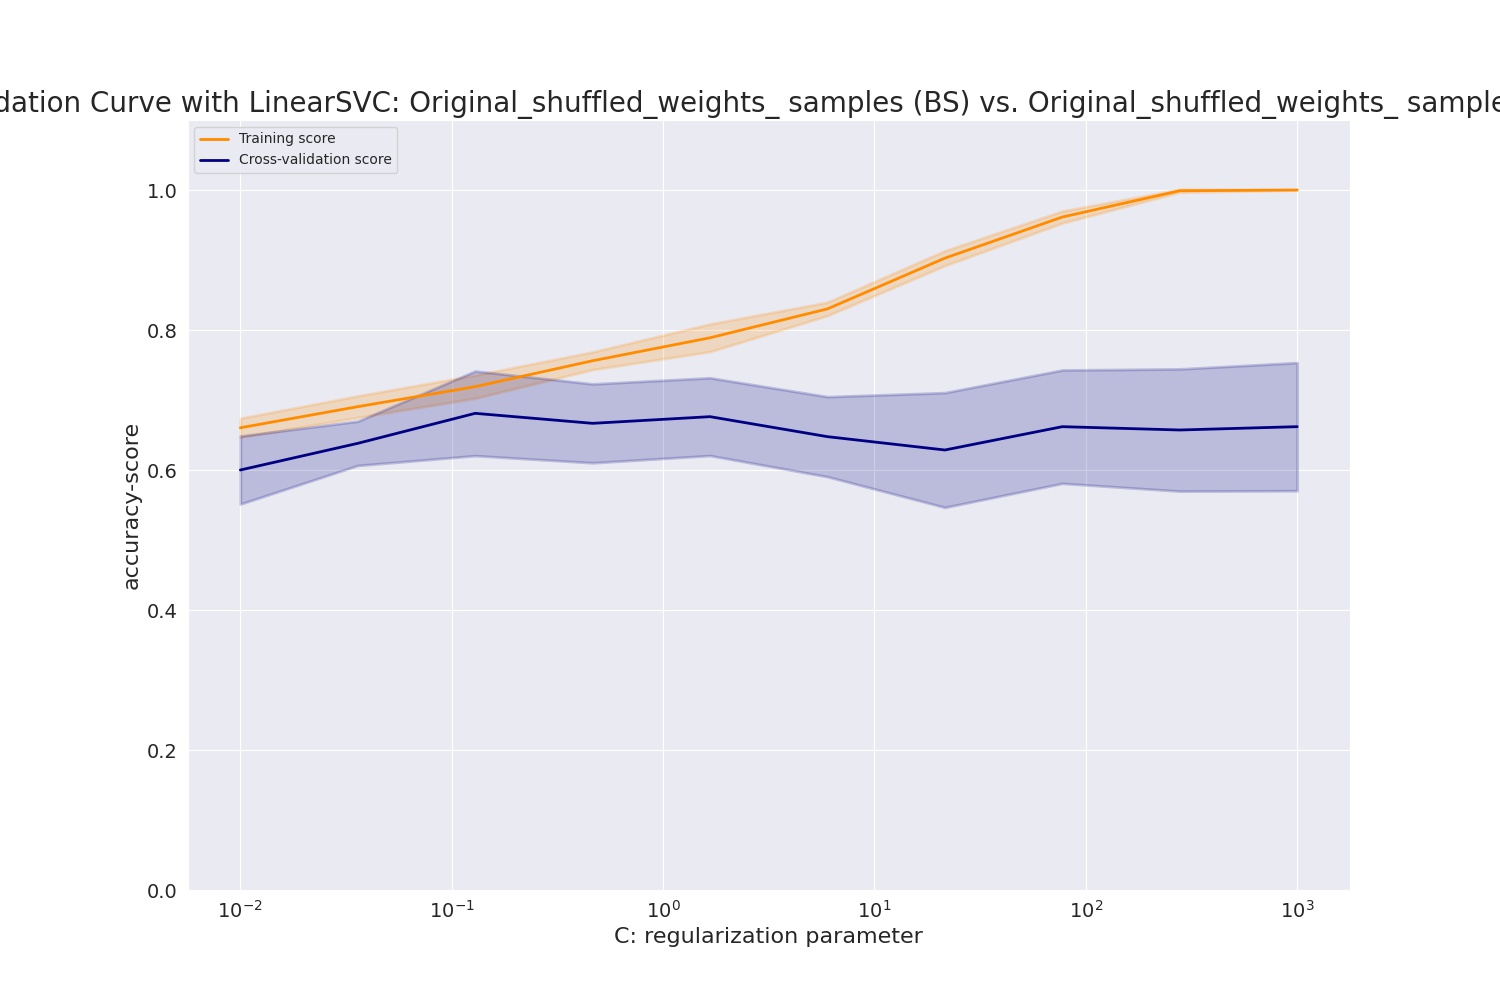 dation Curve with LinearSVC: Original_shuffled_weights_ samples (BS) vs. Original_shuffled_weights_ sample
Training score
Cross-validation score
1.0
0.8
0.6
0.4
0.2
0.0
accuracy-score
10⁻² 10⁻¹ 10⁰ 10¹ 10² 10³
C: regularization parameter